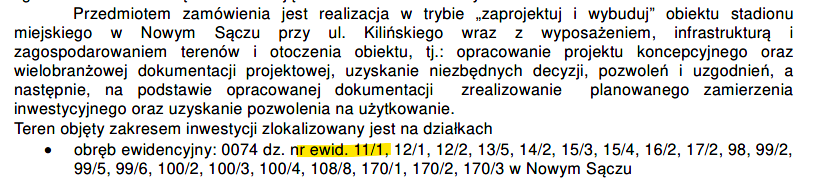 Przedmiotem zamówienia jest realizacja w trybie „zaprojektuj i wybuduj” obiektu stadionu
miejskiego w Nowym Sączu przy ul. Kilińskiego wraz z wyposażeniem, infrastrukturą i
zagospodarowaniem terenów i otoczenia obiektu, tj.: opracowanie projektu koncepcyjnego oraz
wielobranżowej dokumentacji projektowej, uzyskanie niezbędnych decyzji, pozwoleń i uzgodnień, a
następnie, na podstawie opracowanej dokumentacji zrealizowanie planowanego zamierzenia
inwestycyjnego oraz uzyskanie pozwolenia na użytkowanie.
Teren objęty zakresem inwestycji zlokalizowany jest na działkach
• obręb ewidencyjny: 0074 dz. nr ewid. 11/1, 12/1, 12/2, 13/5, 14/2, 15/3, 15/4, 16/2, 17/2, 98, 99/2,
99/5, 99/6, 100/2, 100/3, 100/4, 108/8, 170/1, 170/2, 170/3 w Nowym Sączu